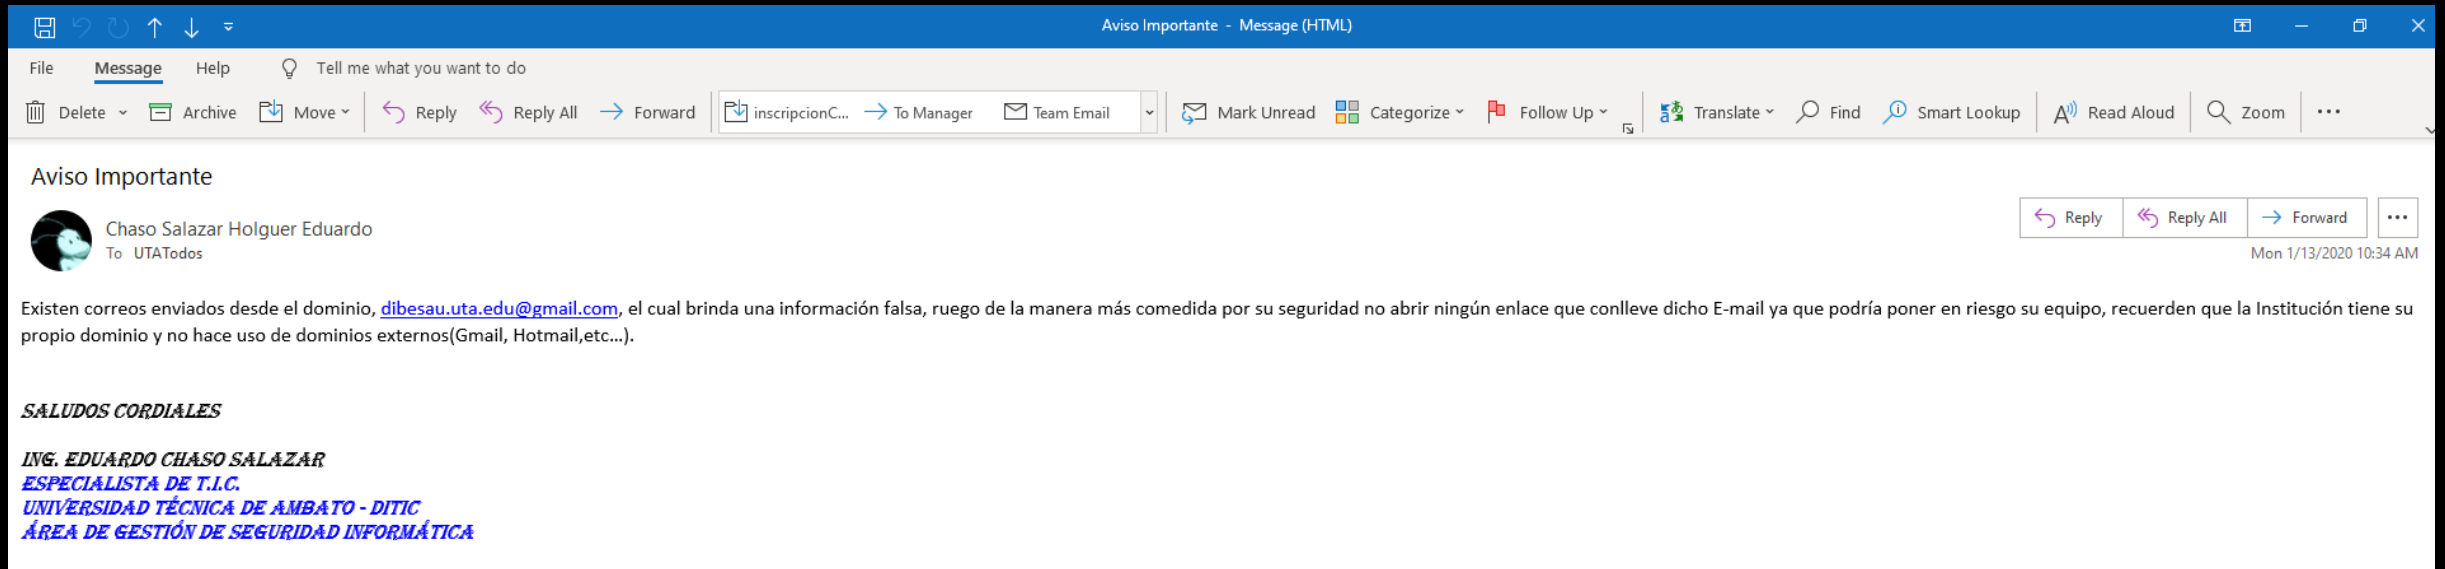 Aviso Importante - Message (HTML)
File Message Help Tell me what you want to do
Delete Archive Move Reply Reply All Forward inscripcionC... To Manager Team Email Mark Unread Categorize Follow Up Translate Find Smart Lookup Read Aloud Zoom ...
Aviso Importante
Chaso Salazar Holguer Eduardo
To UTATodos
Reply Reply All Forward ...
Mon 1/13/2020 10:34 AM
Existen correos enviados desde el dominio, dibesau.uta.edu@gmail.com, el cual brinda una información falsa, ruego de la manera más comedida por su seguridad no abrir ningún enlace que conlleve dicho E-mail ya que podría poner en riesgo su equipo, recuerden que la Institución tiene su
propio dominio y no hace uso de dominios externos(Gmail, Hotmail,etc...).
SALUDOS CORDIALES
ING. EDUARDO CHASO SALAZAR
ESPECIALISTA DE T.I.C.
UNIVERSIDAD TÉCNICA DE AMBATO - DITIC
ÁREA DE GESTIÓN DE SEGURIDAD INFORMÁTICA